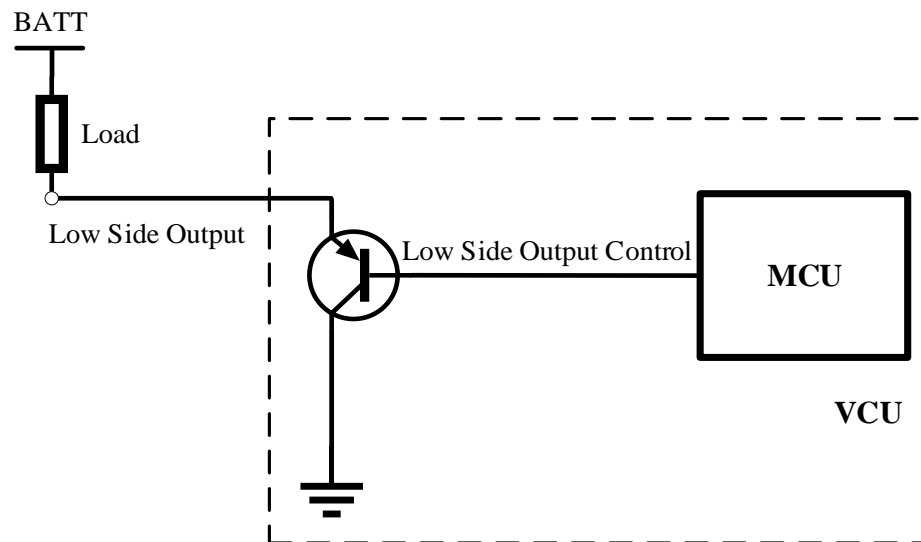 BATT
Load
Low Side Output
Low Side Output Control
MCU
VCU